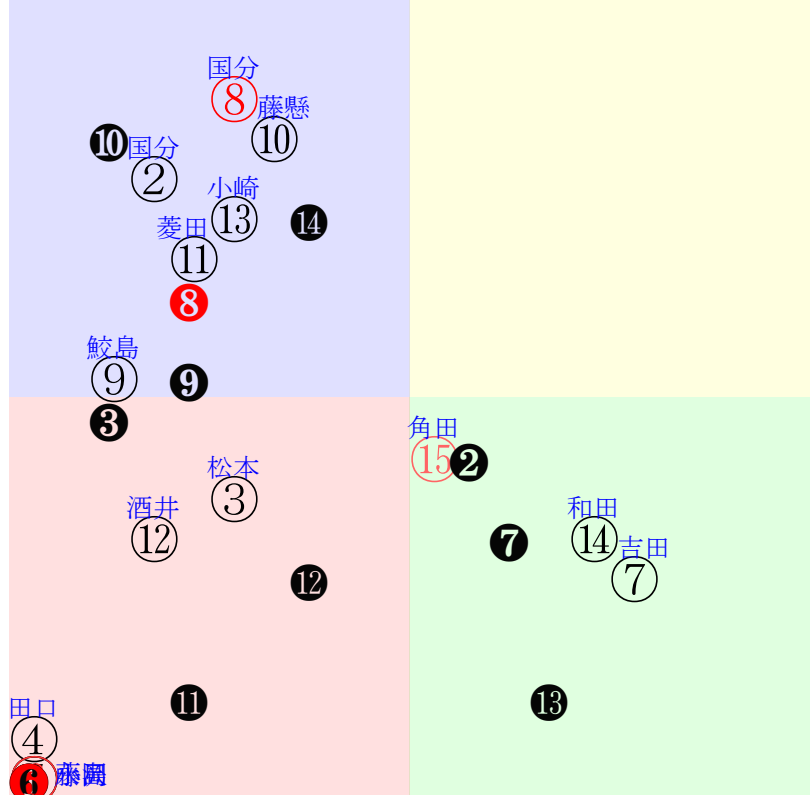 国分
⑧
藤懸
⑩
❿
国分
②
小崎
⑬
⓮
菱田
⑪
❽
鮫島
⑨
❾
❸
角田
⑮
❷
松本
③
酒井
⑫
和田
⑭
❼
吉田
⑦
⓬
⓫
⓭
田口
④
❻